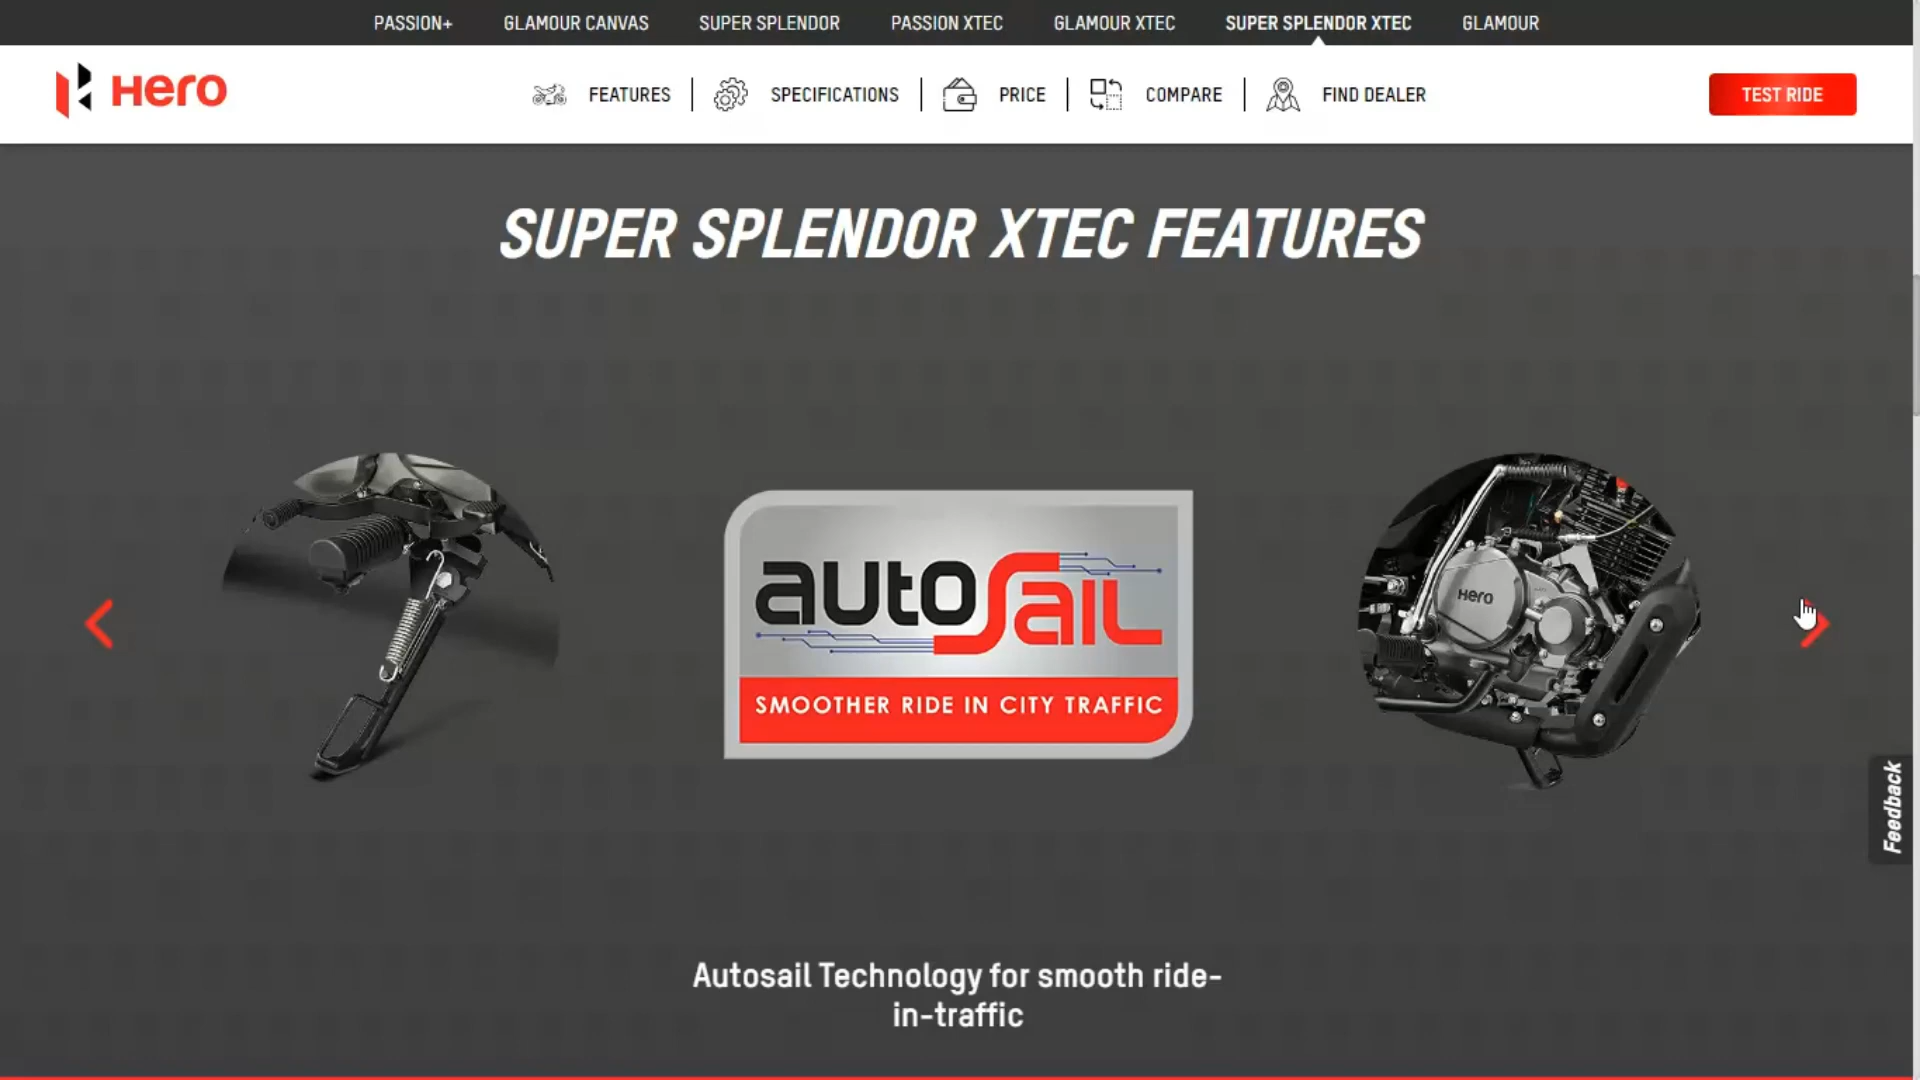 PASSION+ GLAMOUR CANVAS SUPER SPLENDOR PASSION XTEC GLAMOUR XTEC SUPER SPLENDOR XTEC GLAMOUR
Hero FEATURES SPECIFICATIONS PRICE COMPARE FIND DEALER TEST RIDE
SUPER SPLENDOR XTEC FEATURES
autoSail
SMOOTHER RIDE IN CITY TRAFFIC
Hero
Feedback
Autosail Technology for smooth ride-
in-traffic